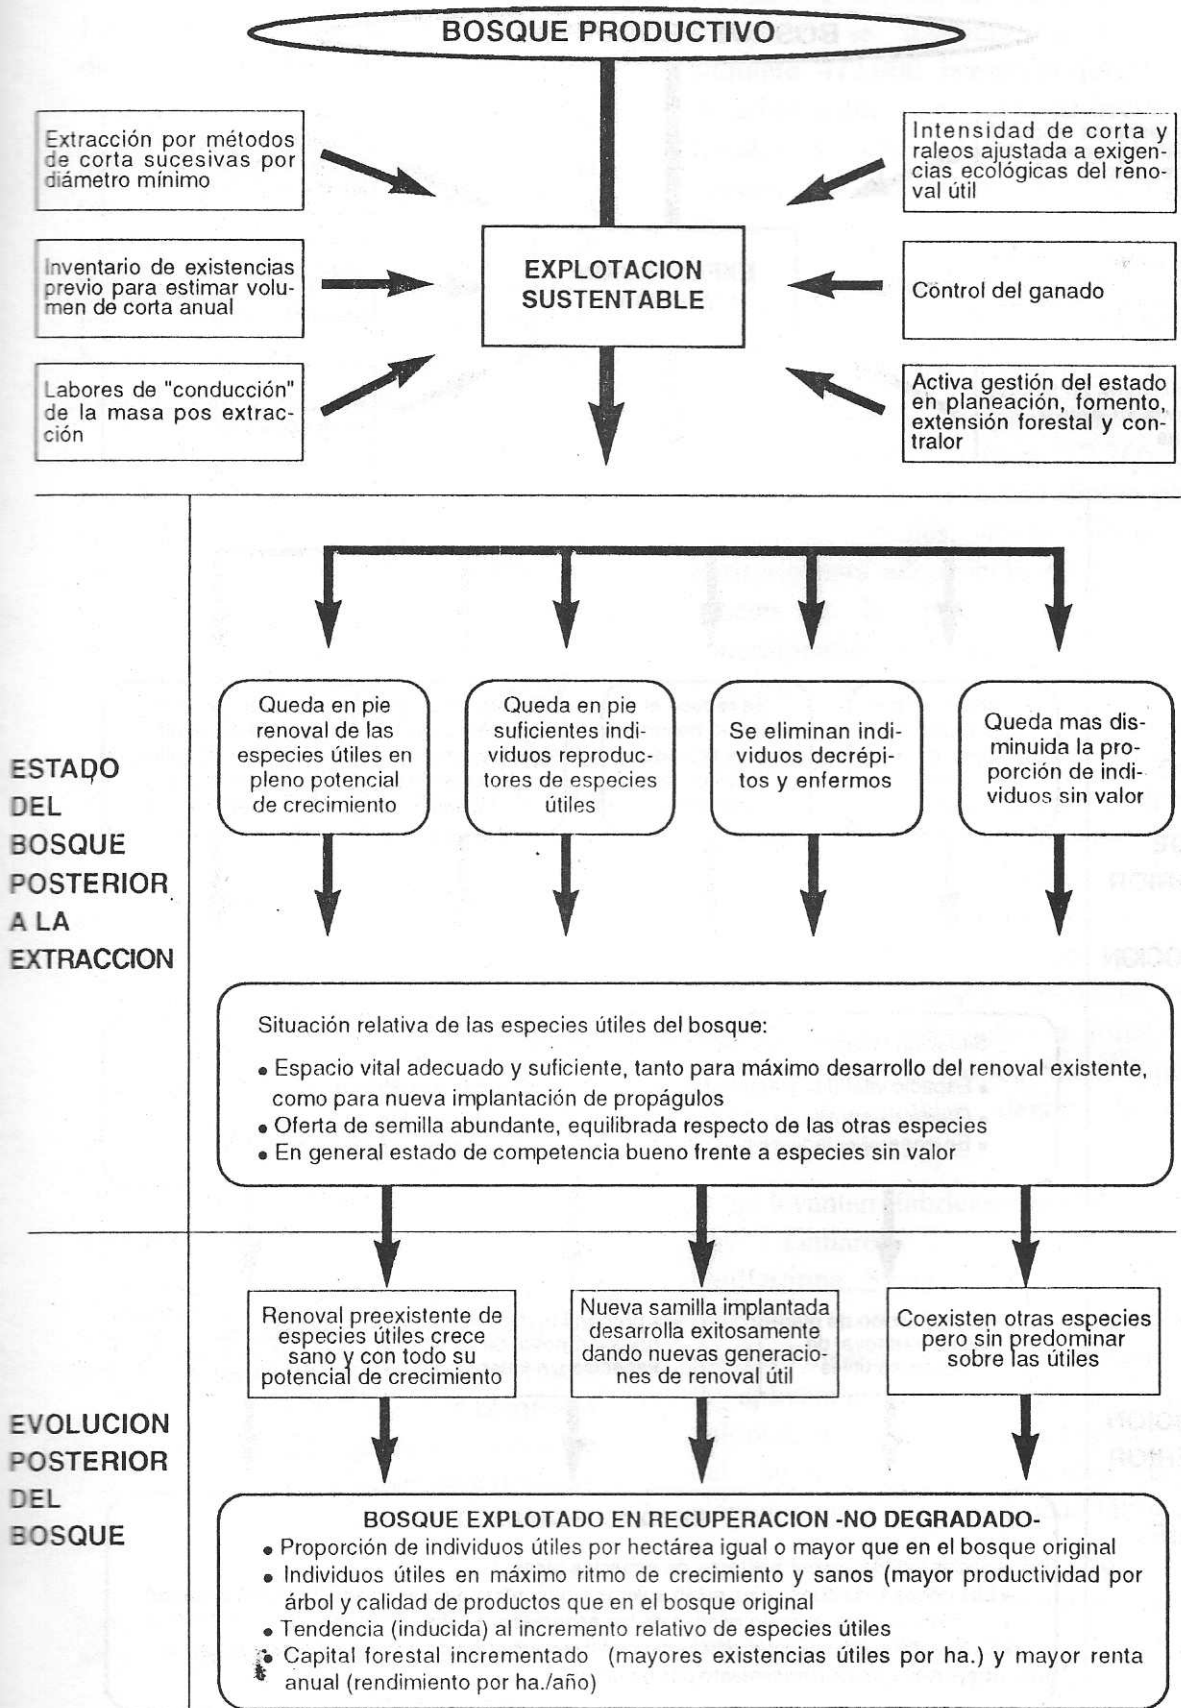 BOSQUE PRODUCTIVO
Extracción por métodos
de corta sucesivas por
diámetro mínimo
Inventario de existencias
previo para estimar volu-
men de corta anual
Labores de "conducción"
de la masa pos extrac-
ción
EXPLOTACION
SUSTENTABLE
Intensidad de corta y
raleos ajustada a exigen-
cias ecológicas del reno-
val útil
Control del ganado
Activa gestión del estado
en planeación, fomento,
extensión forestal y con-
tralor
ESTADO
DEL
BOSQUE
POSTERIOR
A LA
EXTRACCION
Queda en pie
renoval de las
especies útiles en
pleno potencial
de crecimiento
Queda en pie
suficientes indi-
viduos reproduc-
tores de especies
útiles
Se eliminan indi-
viduos decrépi-
tos y enfermos
Queda mas dis-
minuida la pro-
porción de indi-
viduos sin valor
Situación relativa de las especies útiles del bosque:
• Espacio vital adecuado y suficiente, tanto para máximo desarrollo del renoval existente,
como para nueva implantación de propágulos
• Oferta de semilla abundante, equilibrada respecto de las otras especies
• En general estado de competencia bueno frente a especies sin valor
EVOLUCION
POSTERIOR
DEL
BOSQUE
Renoval preexistente de
especies útiles crece
sano y con todo su
potencial de crecimiento
Nueva samilla implantada
desarrolla exitosamente
dando nuevas generacio-
nes de renoval útil
Coexisten otras especies
pero sin predominar
sobre las útiles
BOSQUE EXPLOTADO EN RECUPERACION -NO DEGRADADO-
• Proporción de individuos útiles por hectárea igual o mayor que en el bosque original
• Individuos útiles en máximo ritmo de crecimiento y sanos (mayor productividad por
árbol y calidad de productos que en el bosque original
• Tendencia (inducida) al incremento relativo de especies útiles
• Capital forestal incrementado (mayores existencias útiles por ha.) y mayor renta
anual (rendimiento por ha./año)